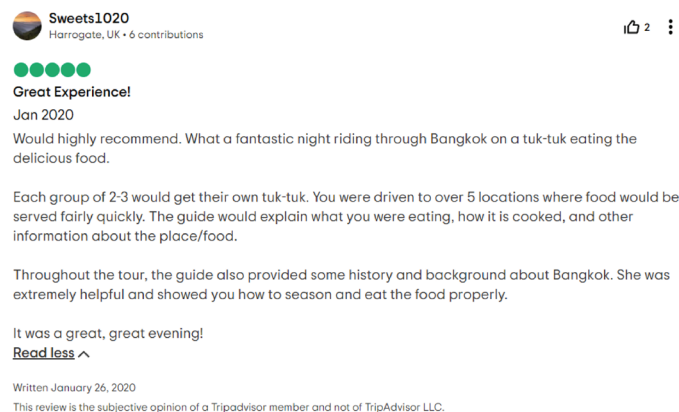 Sweets1020
Harrogate, UK • 6 contributions
2
Great Experience!
Jan 2020
Would highly recommend. What a fantastic night riding through Bangkok on a tuk-tuk eating the
delicious food.
Each group of 2-3 would get their own tuk-tuk. You were driven to over 5 locations where food would be
served fairly quickly. The guide would explain what you were eating, how it is cooked, and other
information about the place/food.
Throughout the tour, the guide also provided some history and background about Bangkok. She was
extremely helpful and showed you how to season and eat the food properly.
It was a great, great evening!
Read less
Written January 26, 2020
This review is the subjective opinion of a Tripadvisor member and not of TripAdvisor LLC.